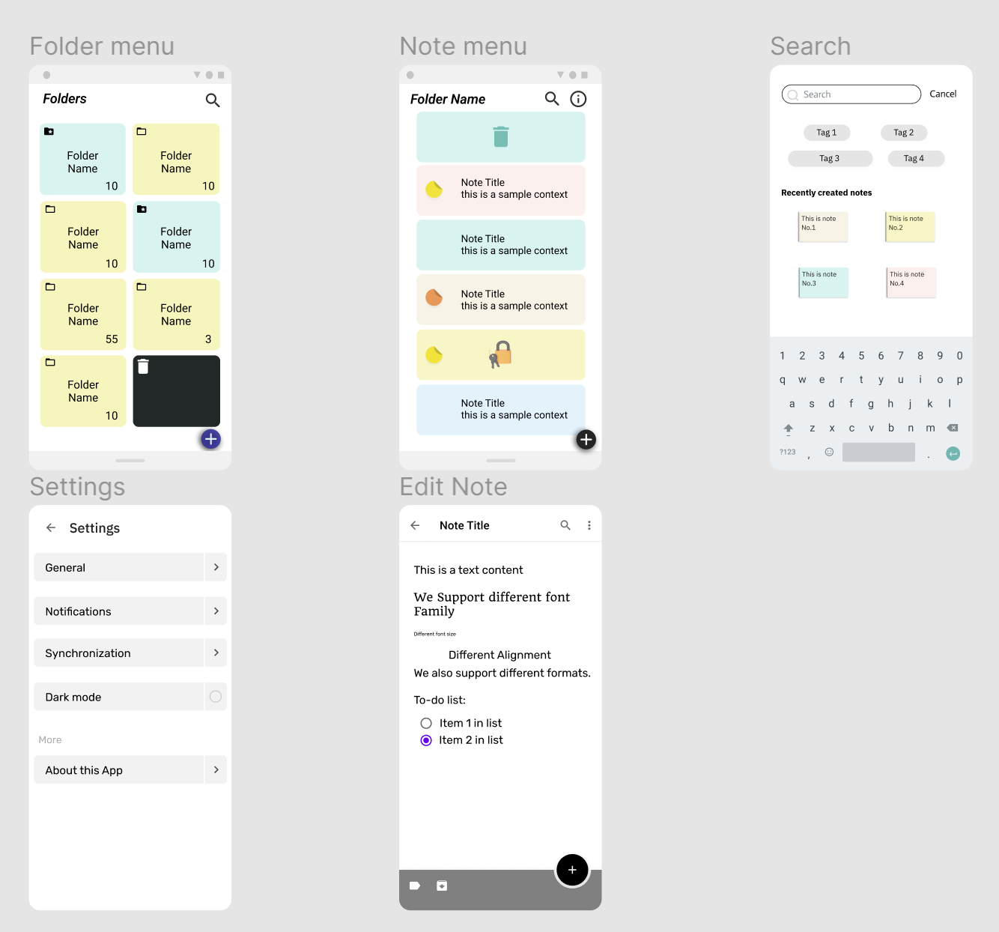 Folder menu
Folders
Folder
Name
10
Folder
Name
10
Folder
Name
10
Folder
Name
10
Folder
Name
55
Folder
Name
3
Folder
Name
10
Note menu
Folder Name
Note Title
this is a sample context
Note Title
this is a sample context
Note Title
this is a sample context
Note Title
this is a sample context
Search
Search
Cancel
Tag 1
Tag 2
Tag 3
Tag 4
Recently created notes
This is note
No.1
This is note
No.2
This is note
No.3
This is note
No.4
1 2 3 4 5 6 7 8 9 0
q w e r t y u i o p
a s d f g h j k l
z x c v b n m
?123 , .
Settings
Settings
General
Notifications
Synchronization
Dark mode
More
About this App
Edit Note
Note Title
This is a text content
We Support different font
Family
Different font size
Different Alignment
We also support different formats.
To-do list:
Item 1 in list
Item 2 in list